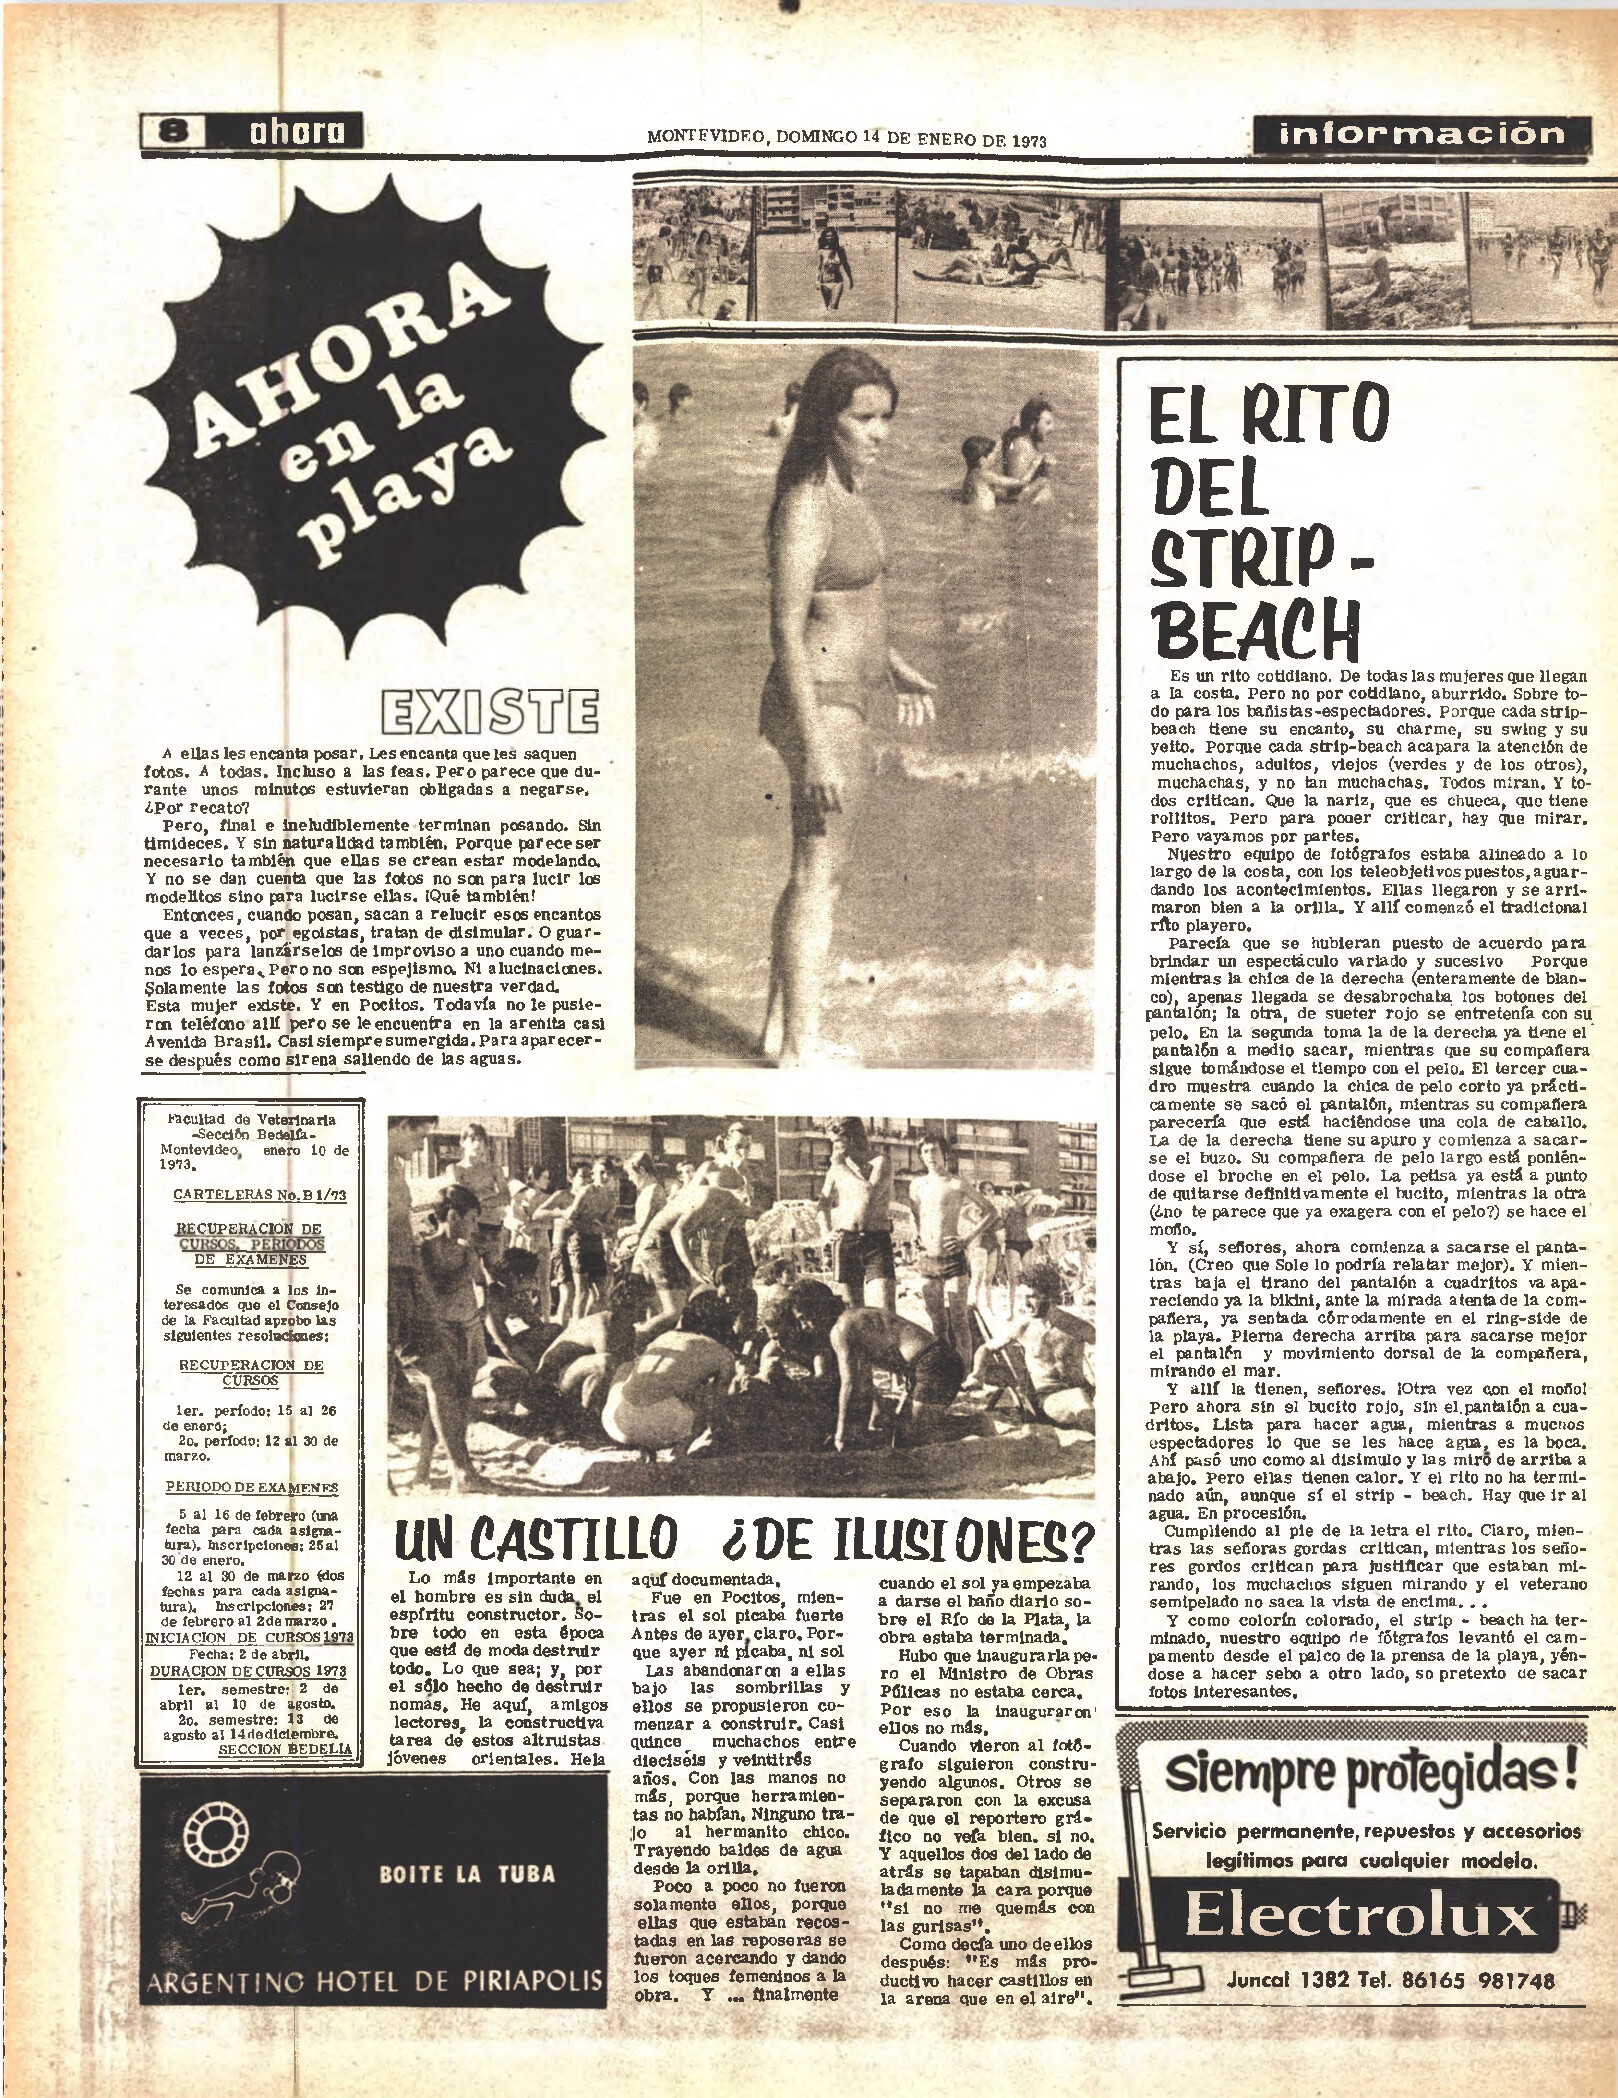 8 ahora
MONTEVIDEO, DOMINGO 14 DE ENERO DE 1973
información
AHORA
en la
playa
EXISTE
A ellas les encanta posar. Les encanta que les saquen
fotos. A todas. Incluso a las feas. Pero parece que du-
rante unos minutos estuvieran obligadas a negarse.
¿Por recato?
Pero, final e ineludiblemente terminan posando. Sin
timideces. Y sin naturalidad también. Porque parece ser
necesario también que ellas se crean estar modelando.
Y no se dan cuenta que las fotos no son para lucir los
modelitos sino para lucirse ellas. ¡Qué también!
Entonces, cuando posan, sacan a relucir esos encantos
que a veces, por egoistas, tratan de disimular. O guar-
darlos para lanzárselos de improviso a uno cuando me-
nos lo espera. Pero no son espejismo. Ni alucinaciones.
Solamente las fotos son testigo de nuestra verdad.
Esta mujer existe. Y en Pocitos. Todavía no le pusie-
ron teléfono allí pero se le encuentra en la arenita casi
Avenida Brasil. Casi siempre sumergida. Para aparecer-
se después como sirena saliendo de las aguas.
Facultad de Veterinaria
-Sección Bedelía-
Montevideo, enero 10 de
1973.
CARTELERAS No. B 1/73
RECUPERACION DE
CURSOS, PERIODOS
DE EXAMENES
Se comunica a los in-
teresados que el Consejo
de la Facultad aprobo las
siguientes resoluciones:
RECUPERACION DE
CURSOS
1er. período: 15 al 26
de enero;
2o. período: 12 al 30 de
marzo.
PERIODO DE EXAMENES
5 al 16 de febrero (una
fecha para cada asigna-
tura). Inscripciones: 25 al
30 de enero.
12 al 30 de marzo (dos
fechas para cada asigna-
tura). Inscripciones: 27
de febrero al 2 de marzo .
INICIACION DE CURSOS 1973
Fecha: 2 de abril.
DURACION DE CURSOS 1973
1er. semestre: 2 de
abril al 10 de agosto.
2o. semestre: 13 de
agosto al 14 de diciembre.
SECCION BEDELIA
BOITE LA TUBA
ARGENTINO HOTEL DE PIRIAPOLIS
UN CASTILLO ¿DE ILUSIONES?
Lo más importante en
el hombre es sin duda, el
espíritu constructor. So-
bre todo en esta época
que está de moda destruir
todo. Lo que sea; y, por
el sólo hecho de destruir
nomas. He aquí, amigos
lectores, la constructiva
tarea de estos altruistas
jóvenes orientales. Hela
aquí documentada.
Fue en Pocitos, mien-
tras el sol picaba fuerte
Antes de ayer, claro. Por-
que ayer ni picaba, ni sol
Las abandonaron a ellas
bajo las sombrillas y
ellos se propusieron co-
menzar a construir. Casi
quince muchachos entre
dieciséis y veintitrés
años. Con las manos no
más, porque herramien-
tas no habían. Ninguno tra-
jo al hermanito chico.
Trayendo baldes de agua
desde la orilla.
Poco a poco no fueron
solamente ellos, porque
ellas que estaban recos-
tadas en las reposeras se
fueron acercando y dando
los toques femeninos a la
obra. Y ... finalmente
cuando el sol ya empezaba
a darse el baño diario so-
bre el Río de la Plata, la
obra estaba terminada.
Hubo que inaugurarla pe-
ro el Ministro de Obras
Púlicas no estaba cerca.
Por eso la inauguraron
ellos no más.
Cuando vieron al fotó-
grafo siguieron constru-
yendo algunos. Otros se
separaron con la excusa
de que el reportero grá-
fico no veía bien. si no.
Y aquellos dos del lado de
atrás se tapaban disimu-
ladamente la cara porque
"si no me quemás con
las gurisas".
Como decía uno de ellos
después: "Es más pro-
ductivo hacer castillos en
la arena que en el aire".
EL RITO
DEL
STRIP -
BEACH
Es un rito cotidiano. De todas las mujeres que llegan
a la costa. Pero no por cotidiano, aburrido. Sobre to-
do para los bañistas-espectadores. Porque cada strip-
beach tiene su encanto, su charme, su swing y su
yeito. Porque cada strip-beach acapara la atención de
muchachos, adultos, viejos (verdes y de los otros),
muchachas, y no tan muchachas. Todos miran. Y to-
dos critican. Que la nariz, que es chueca, que tiene
rollitos. Pero para poder criticar, hay que mirar.
Pero vayamos por partes.
Nuestro equipo de fotógrafos estaba alineado a lo
largo de la costa, con los teleobjetivos puestos, aguar-
dando los acontecimientos. Ellas llegaron y se arri-
maron bien a la orilla. Y allí comenzó el tradicional
rito playero.
Parecía que se hubieran puesto de acuerdo para
brindar un espectáculo variado y sucesivo Porque
mientras la chica de la derecha (enteramente de blan-
co), apenas llegada se desabrochaba los botones del
pantalón; la otra, de sueter rojo se entretenía con su
pelo. En la segunda toma la de la derecha ya tiene el
pantalón a medio sacar, mientras que su compañera
sigue tomándose el tiempo con el pelo. El tercer cua-
dro muestra cuando la chica de pelo corto ya prácti-
camente se sacó el pantalón, mientras su compañera
parecería que está haciéndose una cola de caballo.
La de la derecha tiene su apuro y comienza a sacar-
se el buzo. Su compañera de pelo largo está ponién-
dose el broche en el pelo. La petisa ya está a punto
de quitarse definitivamente el bucito, mientras la otra
(¿no te parece que ya exagera con el pelo?) se hace el
moño.
Y sí, señores, ahora comienza a sacarse el panta-
lón. (Creo que Sole lo podría relatar mejor). Y mien-
tras baja el tirano del pantalón a cuadritos va apa-
reciendo ya la bikini, ante la mirada atenta de la com-
pañera, ya sentada cómodamente en el ring-side de
la playa. Pierna derecha arriba para sacarse mejor
el pantalón y movimiento dorsal de la compañera,
mirando el mar.
Y allí la tienen, señores. ¡Otra vez con el moño!
Pero ahora sin el bucito rojo, sin el pantalón a cua-
dritos. Lista para hacer agua, mientras a muchos
espectadores lo que se les hace agua, es la boca.
Ahí pasó uno como al disimulo y las miró de arriba a
abajo. Pero ellas tienen calor. Y el rito no ha termi-
nado aún, aunque sí el strip - beach. Hay que ir al
agua. En procesión.
Cumpliendo al pie de la letra el rito. Claro, mien-
tras las señoras gordas critican, mientras los seño-
res gordos critican para justificar que estaban mi-
rando, los muchachos siguen mirando y el veterano
semipelado no saca la vista de encima...
Y como colorín colorado, el strip - beach ha ter-
minado, nuestro equipo de fótgrafos levantó el cam-
pamento desde el palco de la prensa de la playa, yén-
dose a hacer sebo a otro lado, so pretexto de sacar
fotos interesantes.
Siempre protegidas!
Servicio permanente, repuestos y accesorios
legítimos para cualquier modelo.
Electrolux
Juncal 1382 Tel. 86165 981748